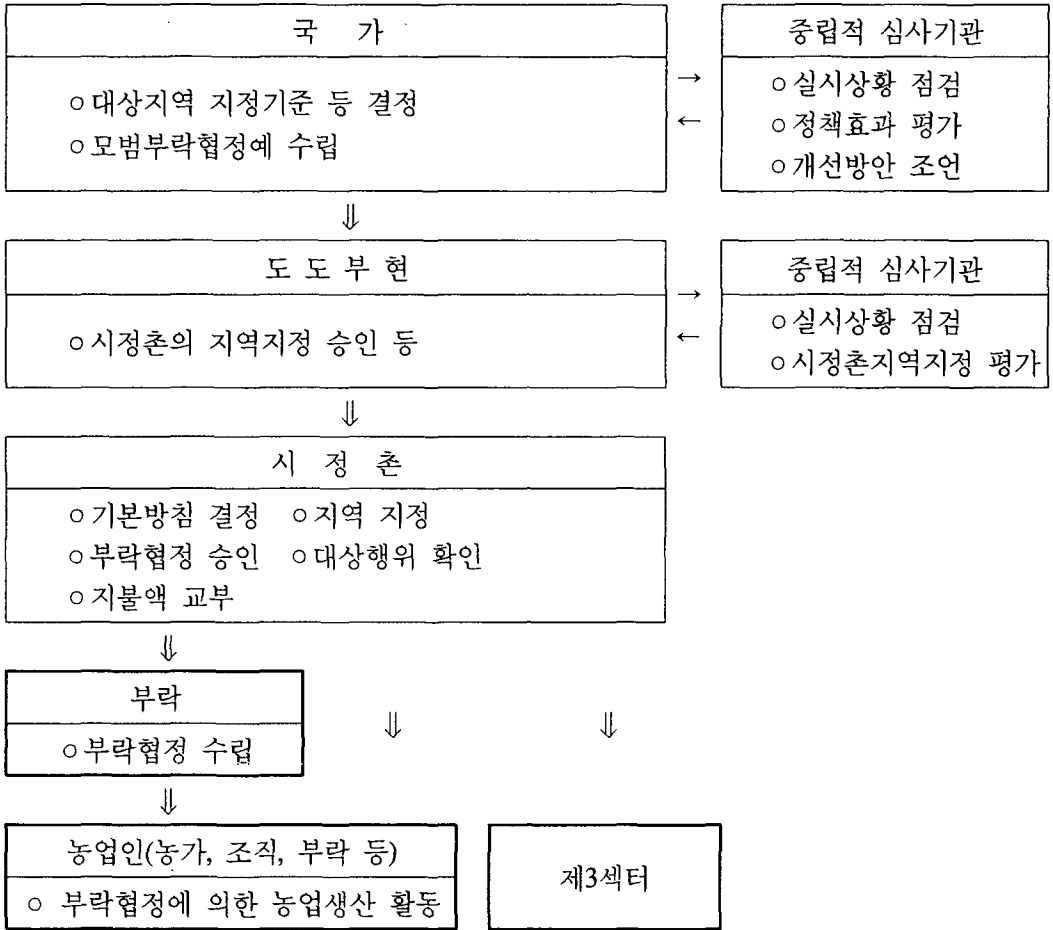 국 가
○ 대상지역 지정기준 등 결정
○ 모범부락협정예 수립
→
←
중립적 심사기관
○ 실시상황 점검
○ 정책효과 평가
○ 개선방안 조언
⇓
도 도 부 현
○ 시정촌의 지역지정 승인 등
→
←
중립적 심사기관
○ 실시상황 점검
○ 시정촌지역지정 평가
⇓
시 정 촌
○ 기본방침 결정 ○ 지역 지정
○ 부락협정 승인 ○ 대상행위 확인
○ 지불액 교부
⇓
부락
○ 부락협정 수립
⇓ ⇓
⇓
농업인(농가, 조직, 부락 등)
○ 부락협정에 의한 농업생산 활동
제3섹터